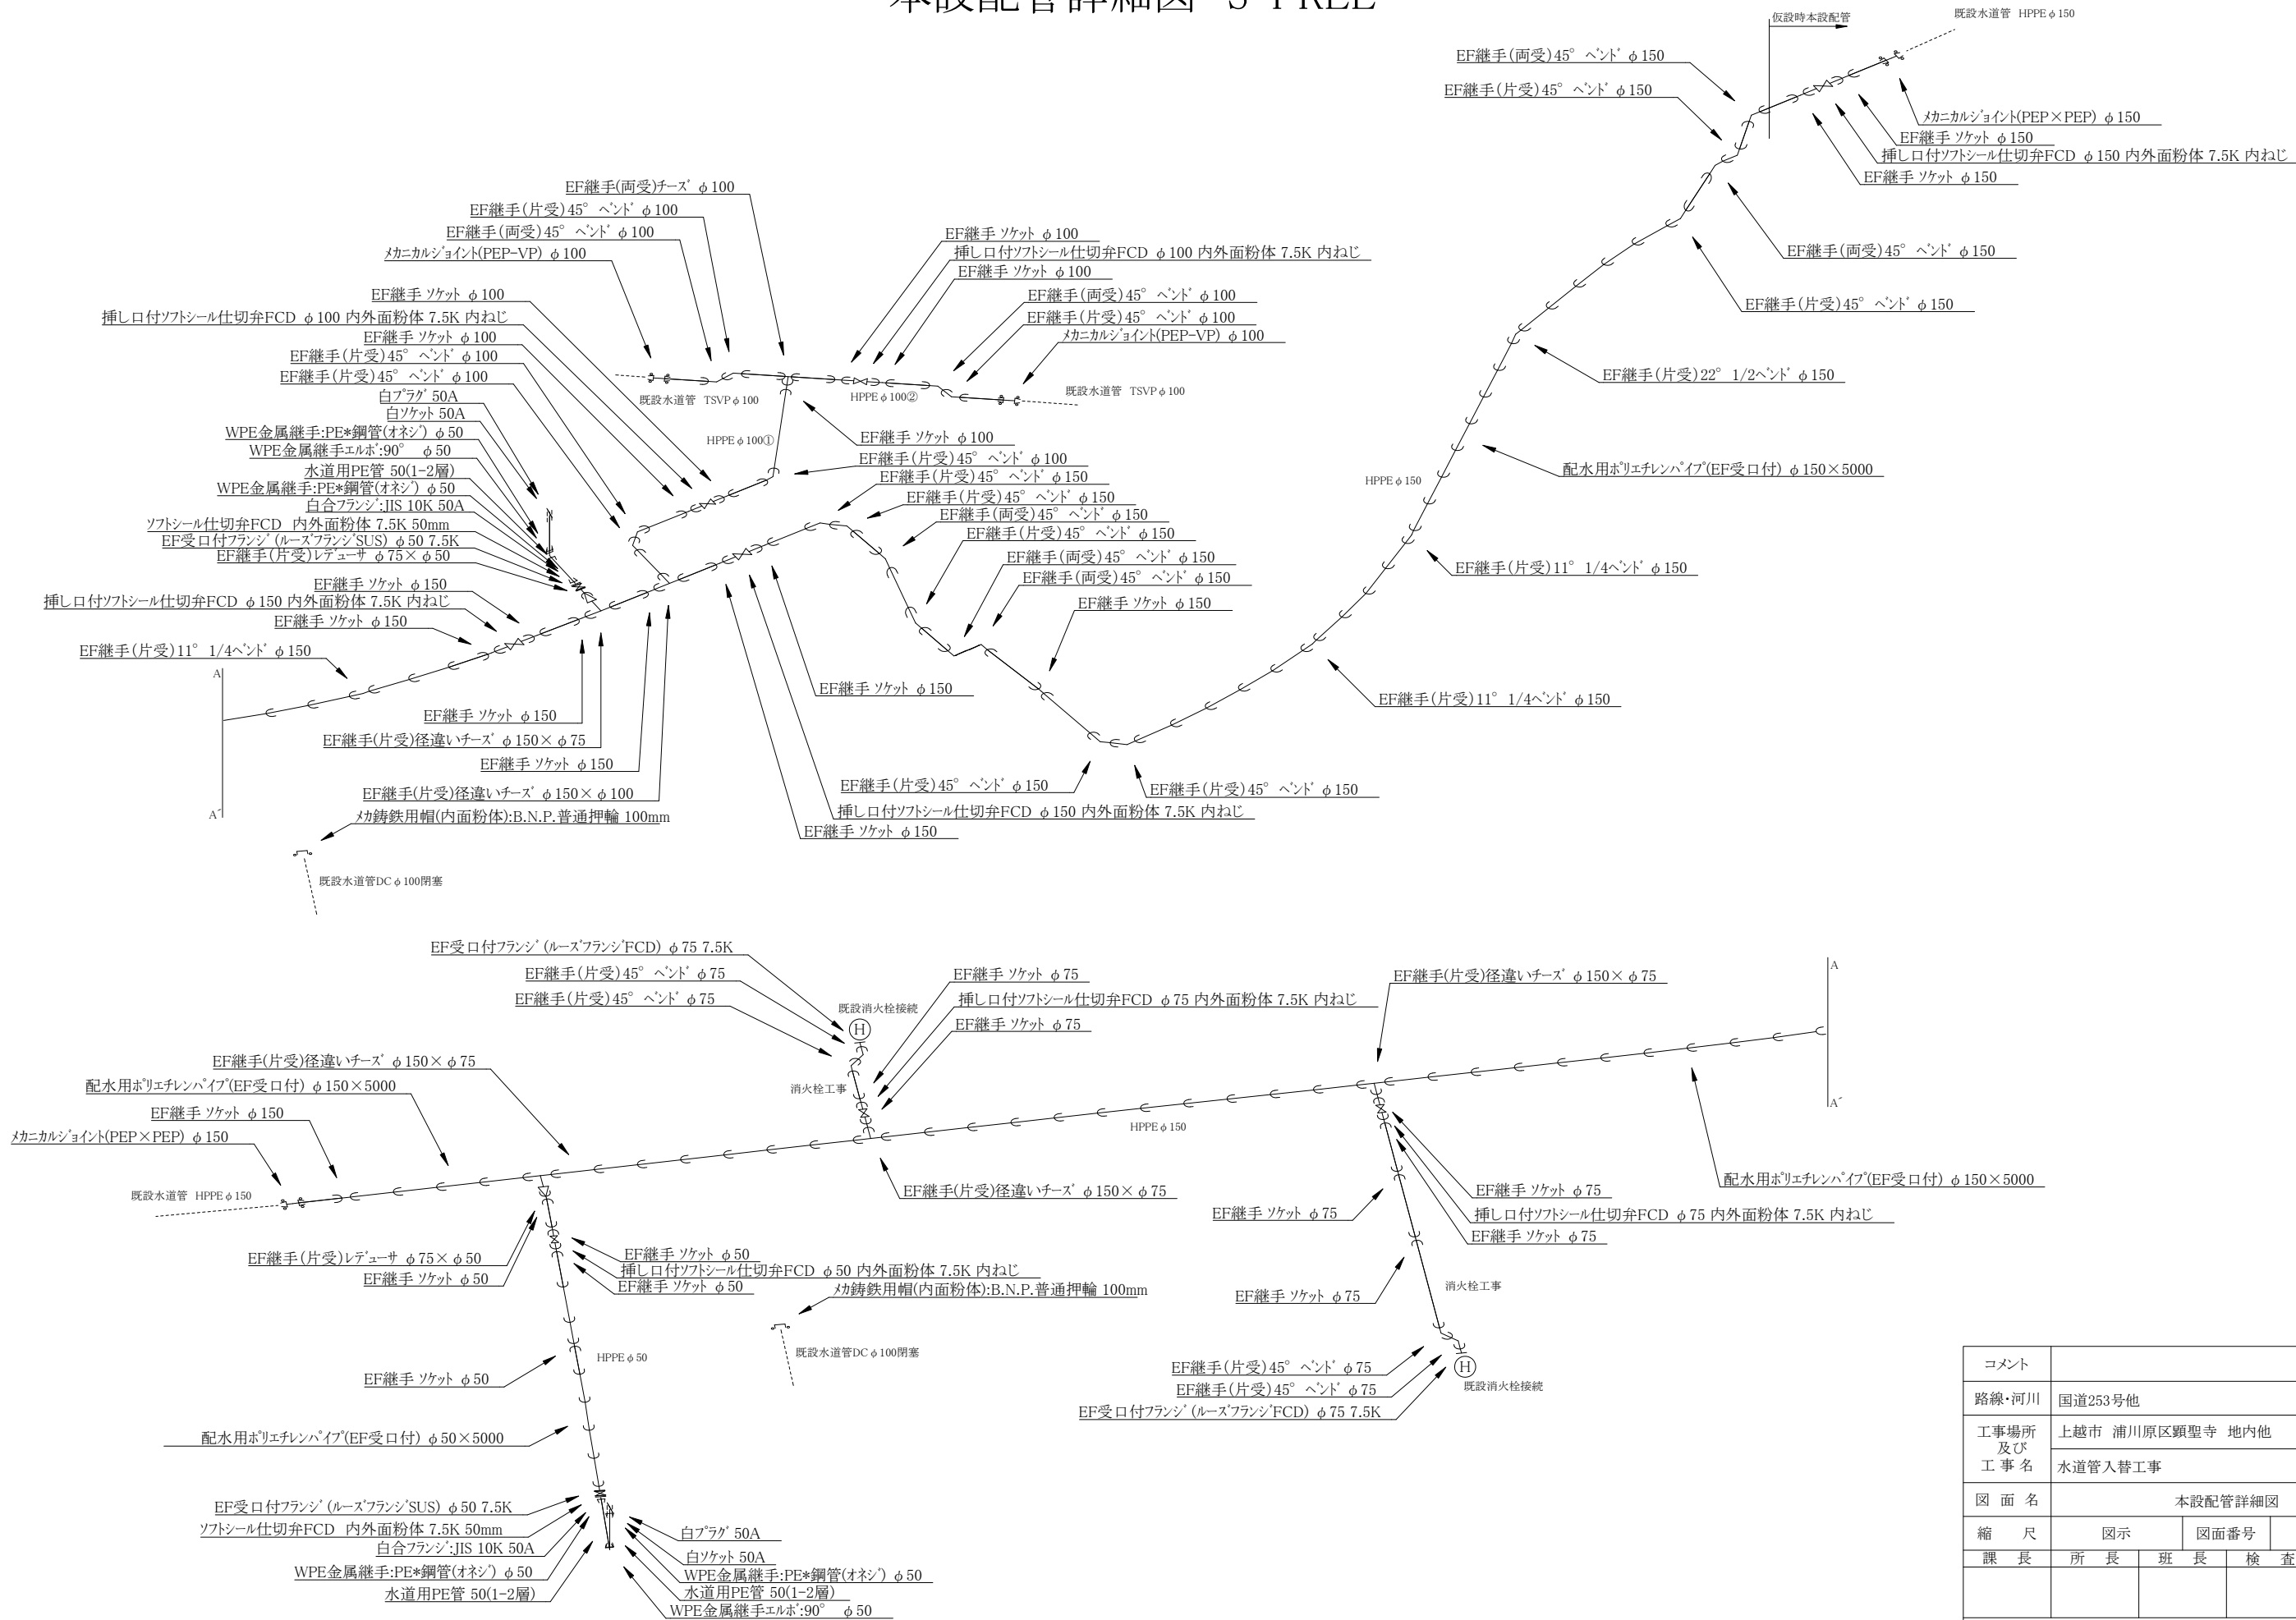 本設配管詳細図 S-FREE
仮設時本設配管
既設水道管 HPPEφ150
EF継手(両受)45° ベンド φ150
EF継手(片受)45° ベンド φ150
メカニカルジョイント(PEP×PEP) φ150
EF継手 ソケット φ150
挿し口付ソフトシール仕切弁FCD φ150 内外面粉体 7.5K 内ねじ
EF継手 ソケット φ150
EF継手(両受)45° ベンド φ150
EF継手(片受)45° ベンド φ150
EF継手(片受)22° 1/2ベンド φ150
配水用ポリエチレンパイプ(EF受口付) φ150×5000
HPPEφ150
EF継手(片受)11° 1/4ベンド φ150
EF継手(片受)11° 1/4ベンド φ150
EF継手(両受)チーズ φ100
EF継手(片受)45° ベンド φ100
EF継手(両受)45° ベンド φ100
メカニカルジョイント(PEP-VP) φ100
EF継手 ソケット φ100
挿し口付ソフトシール仕切弁FCD φ100 内外面粉体 7.5K 内ねじ
EF継手 ソケット φ100
EF継手(両受)45° ベンド φ100
EF継手(片受)45° ベンド φ100
メカニカルジョイント(PEP-VP) φ100
既設水道管 TSVPφ100
HPPEφ100②
既設水道管 TSVPφ100
HPPEφ100①
EF継手 ソケット φ100
挿し口付ソフトシール仕切弁FCD φ100 内外面粉体 7.5K 内ねじ
EF継手 ソケット φ100
EF継手(片受)45° ベンド φ100
EF継手(片受)45° ベンド φ100
白プラグ 50A
白ソケット 50A
WPE金属継手:PE*鋼管(オネジ) φ50
WPE金属継手エルボ:90° φ50
水道用PE管 50(1-2層)
WPE金属継手:PE*鋼管(オネジ) φ50
白合フランジ:JIS 10K 50A
ソフトシール仕切弁FCD 内外面粉体 7.5K 50mm
EF受口付フランジ(ルーズフランジSUS) φ50 7.5K
EF継手(片受)レデューサ φ75×φ50
EF継手 ソケット φ150
挿し口付ソフトシール仕切弁FCD φ150 内外面粉体 7.5K 内ねじ
EF継手 ソケット φ150
EF継手(片受)11° 1/4ベンド φ150
A
A´
EF継手 ソケット φ100
EF継手(片受)45° ベンド φ100
EF継手(片受)45° ベンド φ150
EF継手(片受)45° ベンド φ150
EF継手(両受)45° ベンド φ150
EF継手(片受)45° ベンド φ150
EF継手(両受)45° ベンド φ150
EF継手(両受)45° ベンド φ150
EF継手 ソケット φ150
EF継手 ソケット φ150
EF継手 ソケット φ150
EF継手(片受)径違いチーズ φ150×φ75
EF継手 ソケット φ150
EF継手(片受)径違いチーズ φ150×φ100
メカ鋳鉄用帽(内面粉体):B.N.P.普通押輪 100mm
EF継手(片受)45° ベンド φ150
EF継手(片受)45° ベンド φ150
挿し口付ソフトシール仕切弁FCD φ150 内外面粉体 7.5K 内ねじ
EF継手 ソケット φ150
既設水道管DCφ100閉塞
EF受口付フランジ(ルーズフランジFCD) φ75 7.5K
EF継手(片受)45° ベンド φ75
EF継手(片受)45° ベンド φ75
既設消火栓接続
H
消火栓工事
EF継手 ソケット φ75
挿し口付ソフトシール仕切弁FCD φ75 内外面粉体 7.5K 内ねじ
EF継手 ソケット φ75
EF継手(片受)径違いチーズ φ150×φ75
A
A´
EF継手(片受)径違いチーズ φ150×φ75
配水用ポリエチレンパイプ(EF受口付) φ150×5000
EF継手 ソケット φ150
メカニカルジョイント(PEP×PEP) φ150
既設水道管 HPPEφ150
HPPEφ150
EF継手(片受)径違いチーズ φ150×φ75
EF継手 ソケット φ75
EF継手 ソケット φ75
挿し口付ソフトシール仕切弁FCD φ75 内外面粉体 7.5K 内ねじ
EF継手 ソケット φ75
配水用ポリエチレンパイプ(EF受口付) φ150×5000
EF継手(片受)レデューサ φ75×φ50
EF継手 ソケット φ50
EF継手 ソケット φ50
挿し口付ソフトシール仕切弁FCD φ50 内外面粉体 7.5K 内ねじ
EF継手 ソケット φ50
メカ鋳鉄用帽(内面粉体):B.N.P.普通押輪 100mm
EF継手 ソケット φ75
消火栓工事
既設水道管DCφ100閉塞
HPPEφ50
EF継手 ソケット φ50
EF継手(片受)45° ベンド φ75
EF継手(片受)45° ベンド φ75
EF受口付フランジ(ルーズフランジFCD) φ75 7.5K
H
既設消火栓接続
配水用ポリエチレンパイプ(EF受口付) φ50×5000
EF受口付フランジ(ルーズフランジSUS) φ50 7.5K
ソフトシール仕切弁FCD 内外面粉体 7.5K 50mm
白合フランジ:JIS 10K 50A
WPE金属継手:PE*鋼管(オネジ) φ50
水道用PE管 50(1-2層)
白プラグ 50A
白ソケット 50A
WPE金属継手:PE*鋼管(オネジ) φ50
水道用PE管 50(1-2層)
WPE金属継手エルボ:90° φ50
コメント
路線・河川 国道253号他
工事場所及び工事名 上越市 浦川原区顕聖寺 地内他
水道管入替工事
図面名 本設配管詳細図
縮尺 図示 図面番号
課長 所長 班長 検査